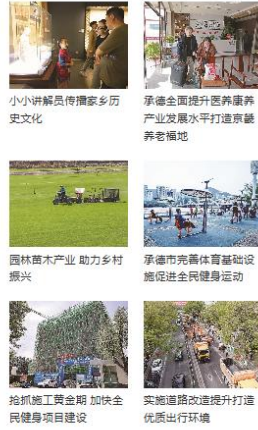 小小讲解员传播家乡历
史文化
承德全面提升医养康养
产业发展水平打造京畿
养老福地
园林苗木产业 助力乡村
振兴
承德市完善体育基础设
施促进全民健身运动
抢抓施工黄金期 加快全
民健身项目建设
实施道路改造提升打造
优质出行环境